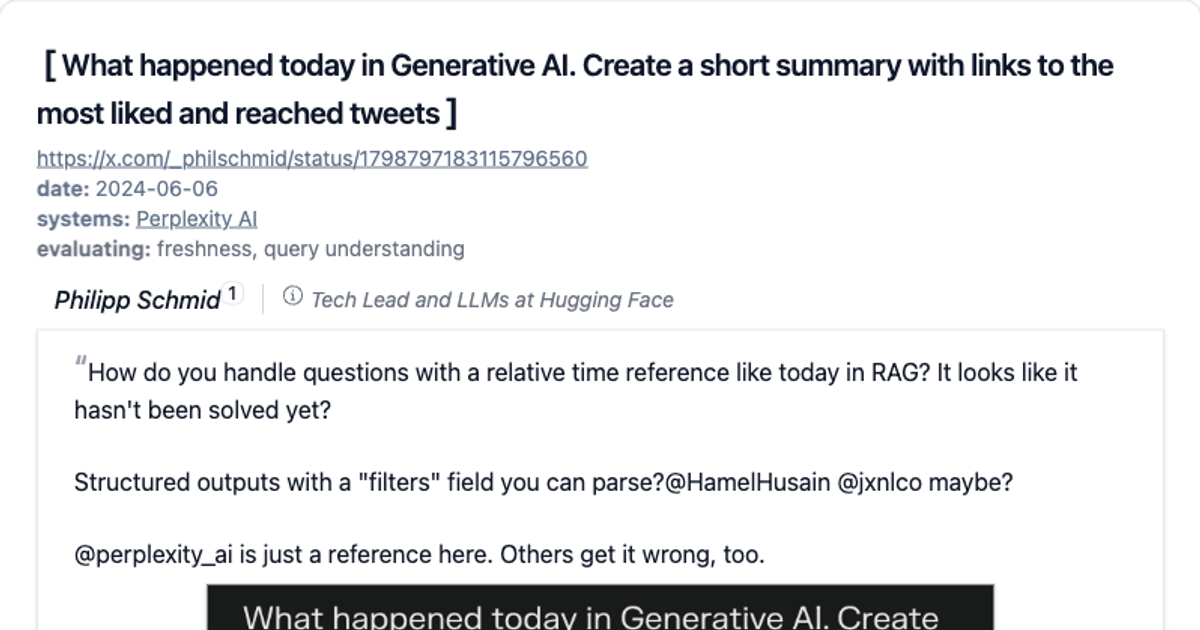 [ What happened today in Generative AI. Create a short summary with links to the
most liked and reached tweets ]
https://x.com/_philschmid/status/1798797183115796560
date: 2024-06-06
systems: Perplexity AI
evaluating: freshness, query understanding
Philipp Schmid 1 Tech Lead and LLMs at Hugging Face
"How do you handle questions with a relative time reference like today in RAG? It looks like it
hasn't been solved yet?
Structured outputs with a "filters" field you can parse?@HamelHusain @jxnlco maybe?
@perplexity_ai is just a reference here. Others get it wrong, too.
What happened today in Generative AI. Create